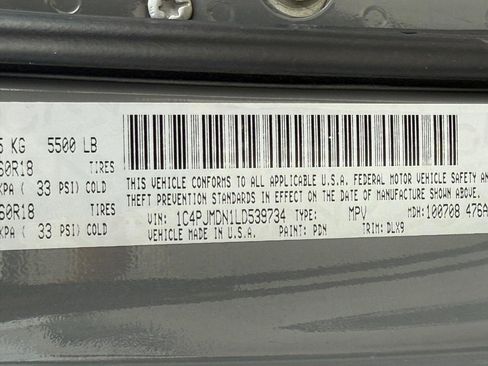 5 KG 5500 LB
60R18 TIRES
KPA ( 33 PSI) COLD
60R18 TIRES
KPA ( 33 PSI) COLD
THIS VEHICLE CONFORMS TO ALL APPLICABLE U.S.A. FEDERAL MOTOR VEHICLE SAFETY AN
THEFT PREVENTION STANDARDS IN EFFECT ON THE DATE OF MANUFACTURE SHOWN ABOVE.
VIN: 1C4PJMDN1LD539734 TYPE: MPV MDH:100708 476A
VEHICLE MADE IN U.S.A. PAINT: PDN TRIM: DLX9